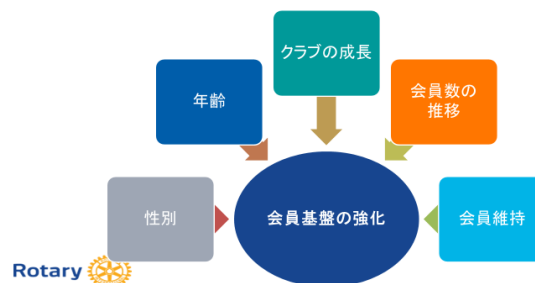 クラブの成長
年齢
会員数の
推移
性別
会員基盤の強化
会員維持
Rotary